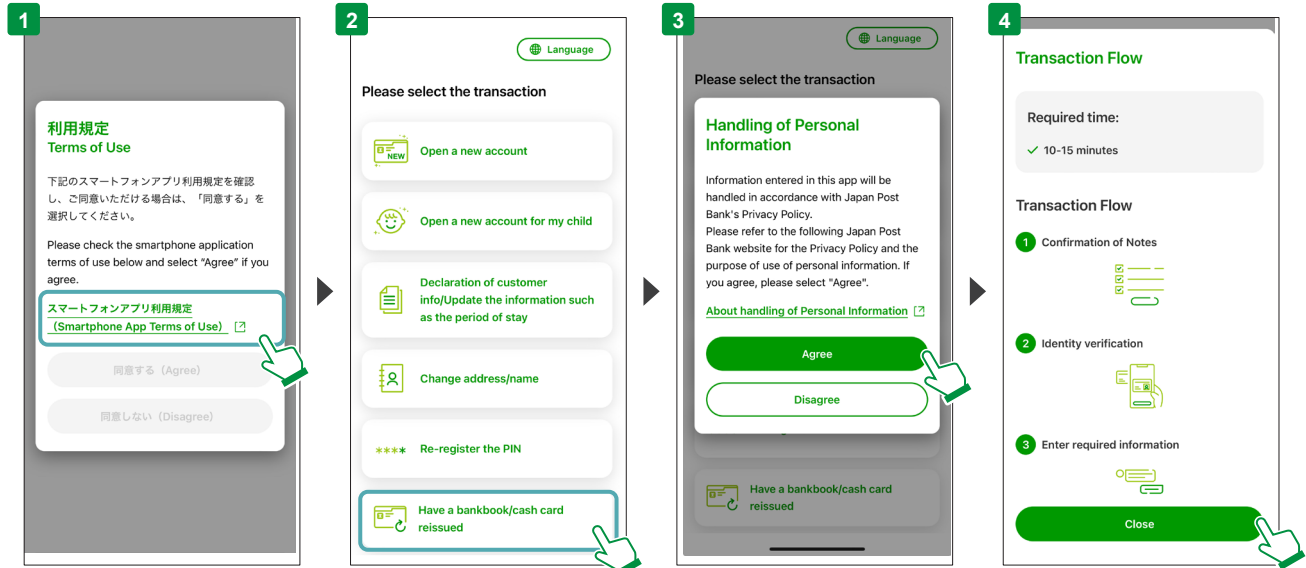 1
利用規定
Terms of Use
下記のスマートフォンアプリ利用規定を確認
し、ご同意いただける場合は、「同意する」を
選択してください。
Please check the smartphone application
terms of use below and select “Agree” if you
agree.
スマートフォンアプリ利用規定
（Smartphone App Terms of Use）
同意する（Agree）
同意しない（Disagree）
2
Language
Please select the transaction
NEW
Open a new account
Open a new account for my child
Declaration of customer
info/Update the information such
as the period of stay
Change address/name
****
Re-register the PIN
Have a bankbook/cash card
reissued
3
Language
Please select the transaction
Handling of Personal
Information
Information entered in this app will be
handled in accordance with Japan Post
Bank's Privacy Policy.
Please refer to the following Japan Post
Bank website for the Privacy Policy and the
purpose of use of personal information. If
you agree, please select "Agree".
About handling of Personal Information
Agree
Disagree
Have a bankbook/cash card
reissued
4
Transaction Flow
Required time:
10-15 minutes
Transaction Flow
1 Confirmation of Notes
2 Identity verification
3 Enter required information
Close